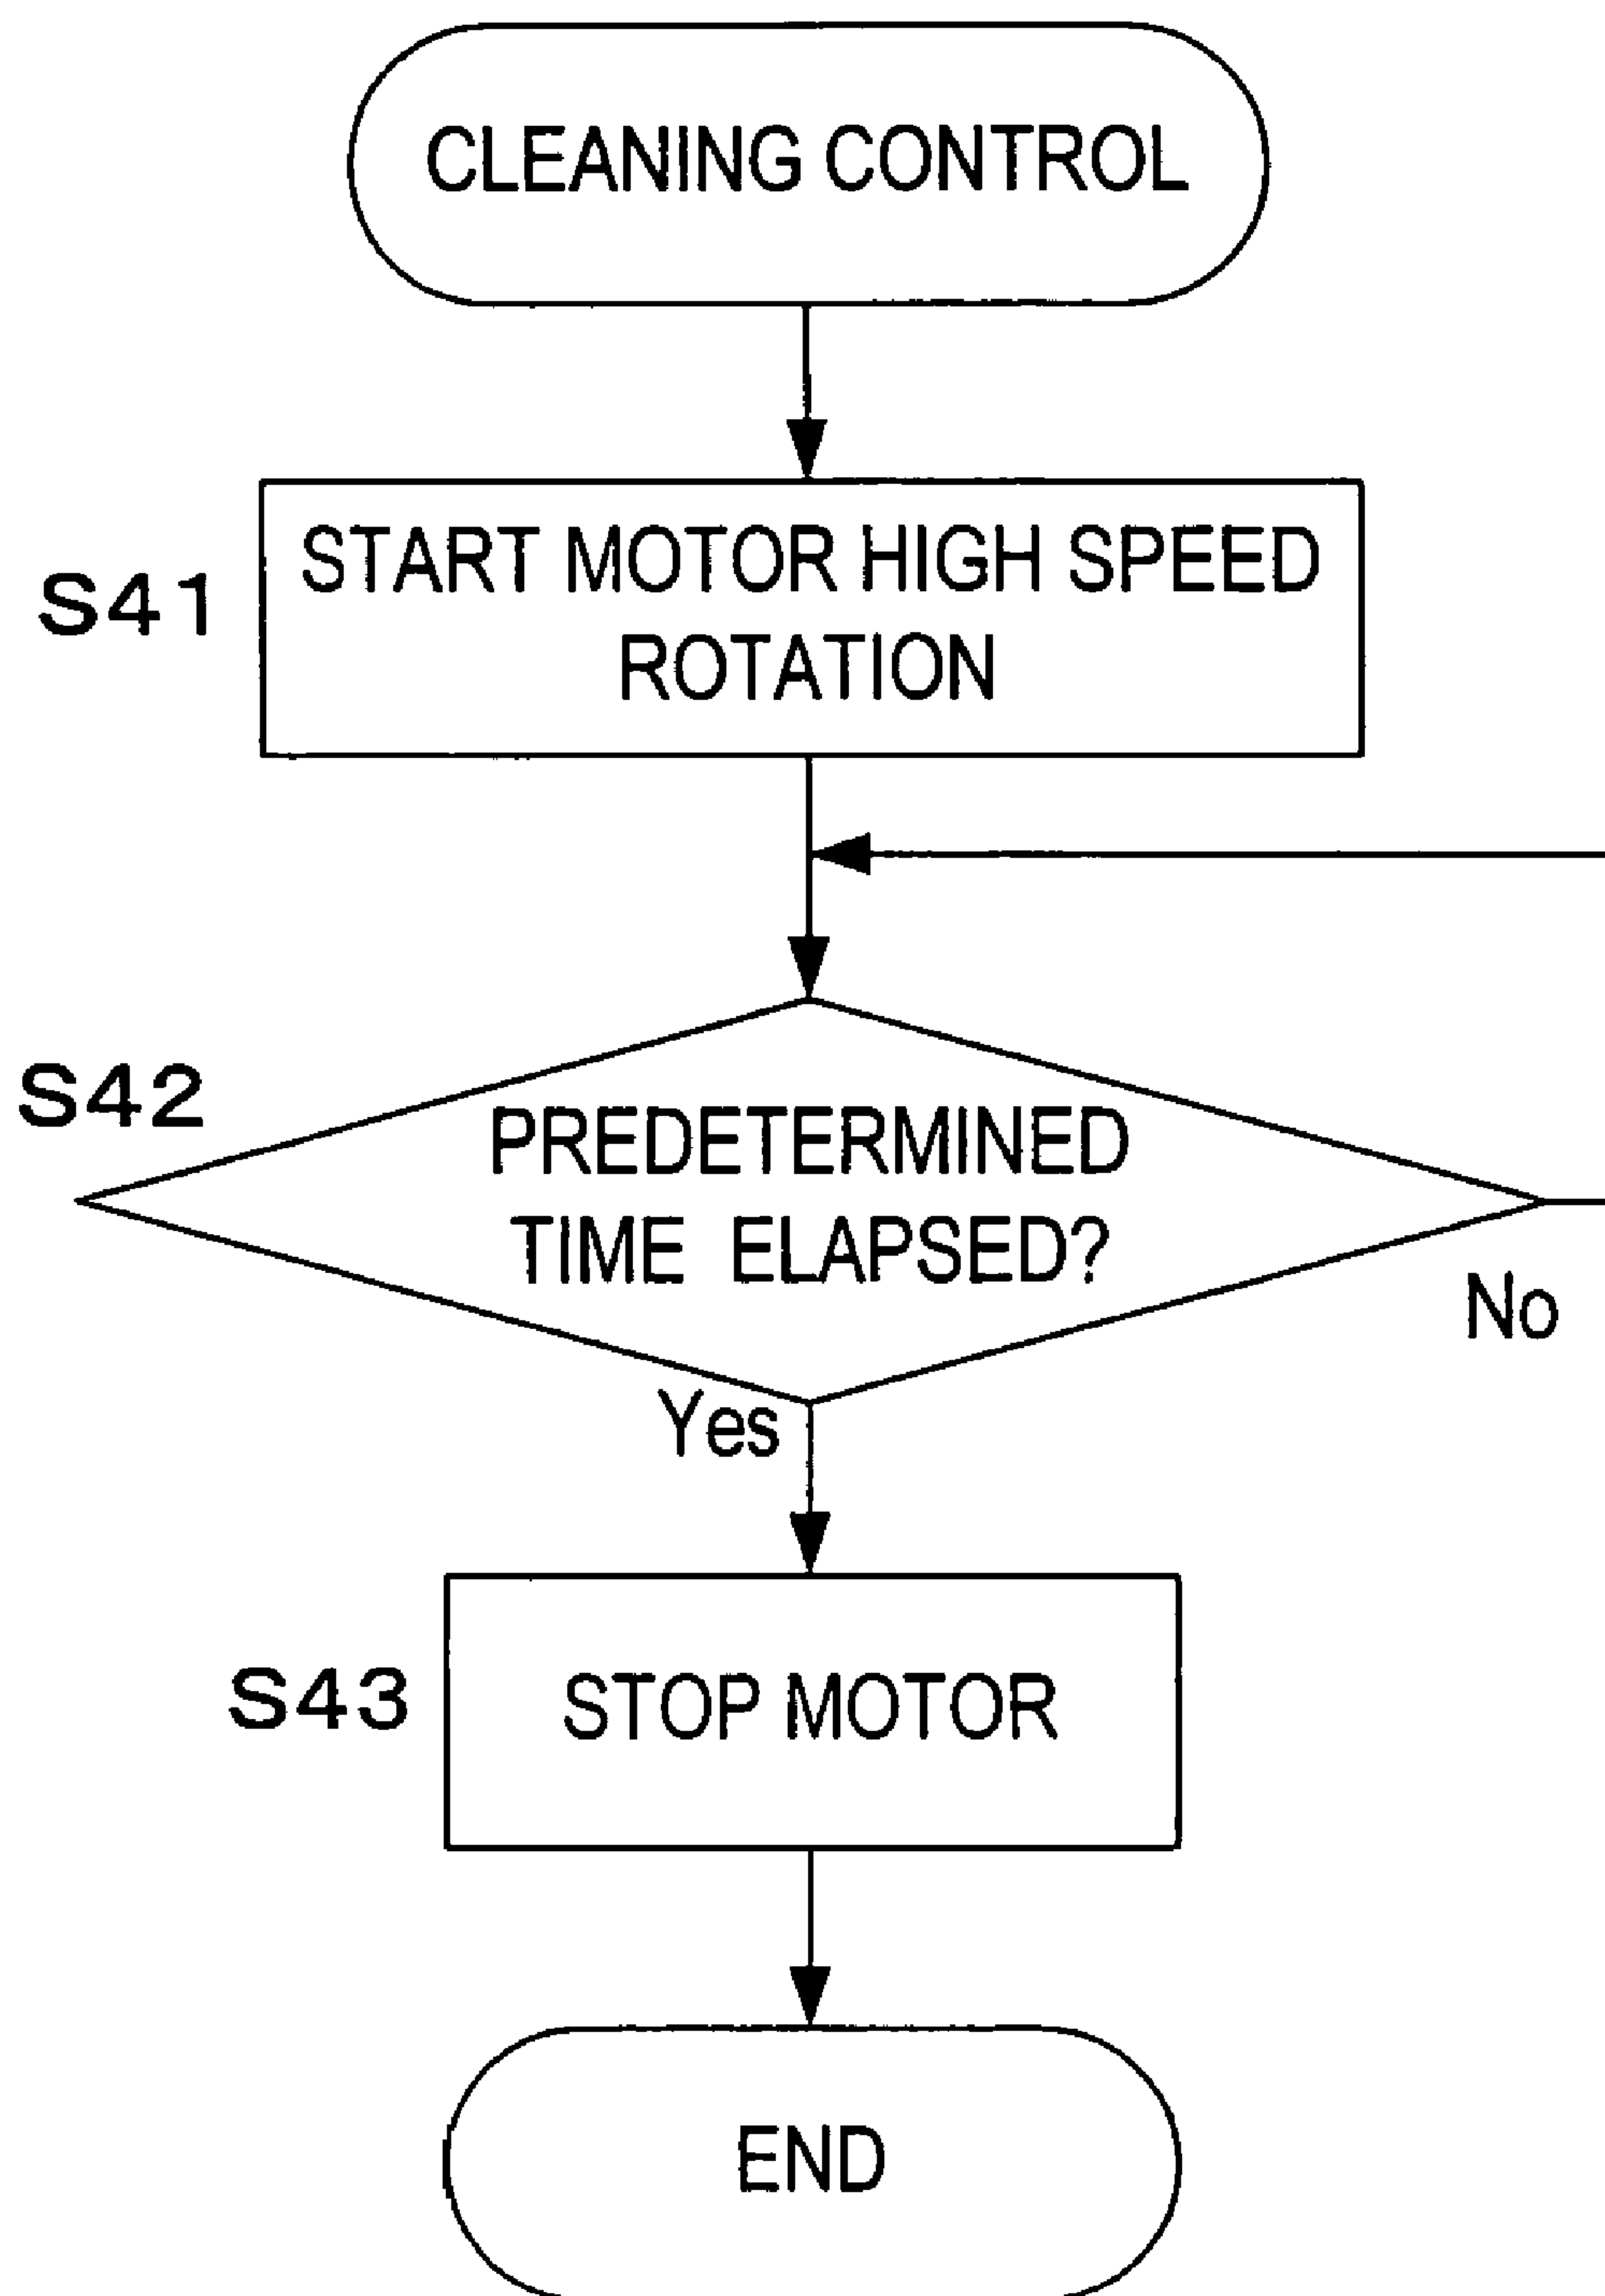 CLEANING CONTROL
S41
START MOTOR HIGH SPEED
ROTATION
S42
PREDETERMINED
TIME ELAPSED?
No
Yes
S43
STOP MOTOR
END